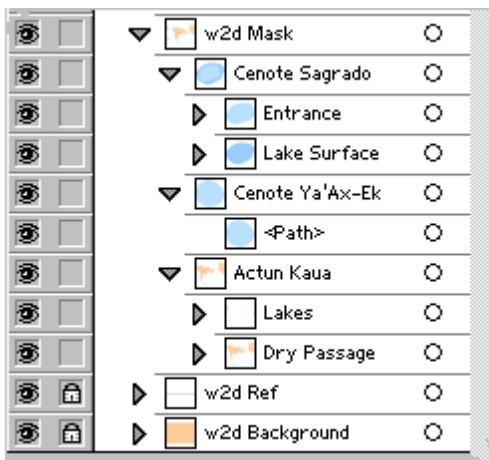 w2d Mask
Cenote Sagrado
Entrance
Lake Surface
Cenote Ya'Ax-Ek
<Path>
Actun Kaua
Lakes
Dry Passage
w2d Ref
w2d Background